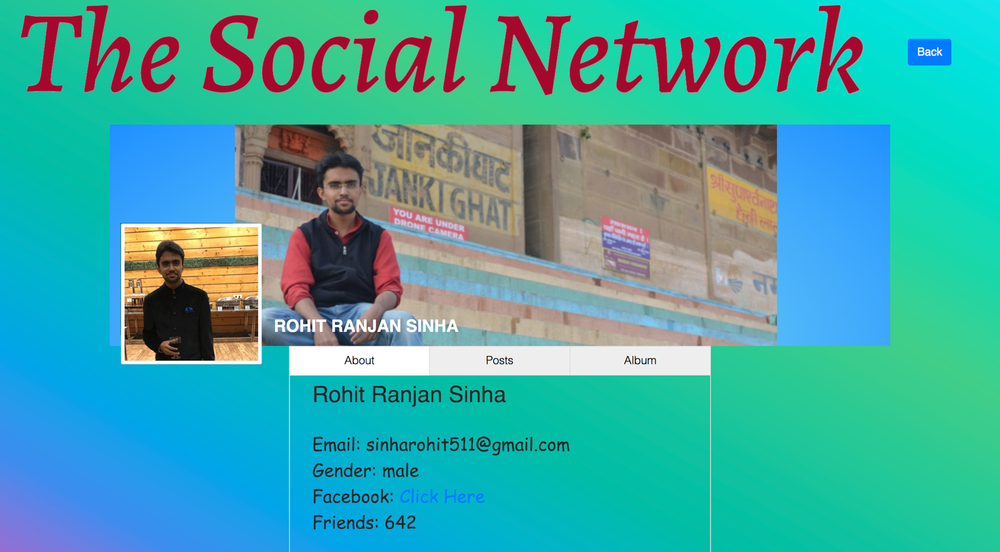 The Social Network
Back
जानकीघाट
JANKI GHAT
YOU ARE UNDER
DRONE CAMERA
ROHIT RANJAN SINHA
About
Posts
Album
Rohit Ranjan Sinha
Email: sinharohit511@gmail.com
Gender: male
Facebook: Click Here
Friends: 642